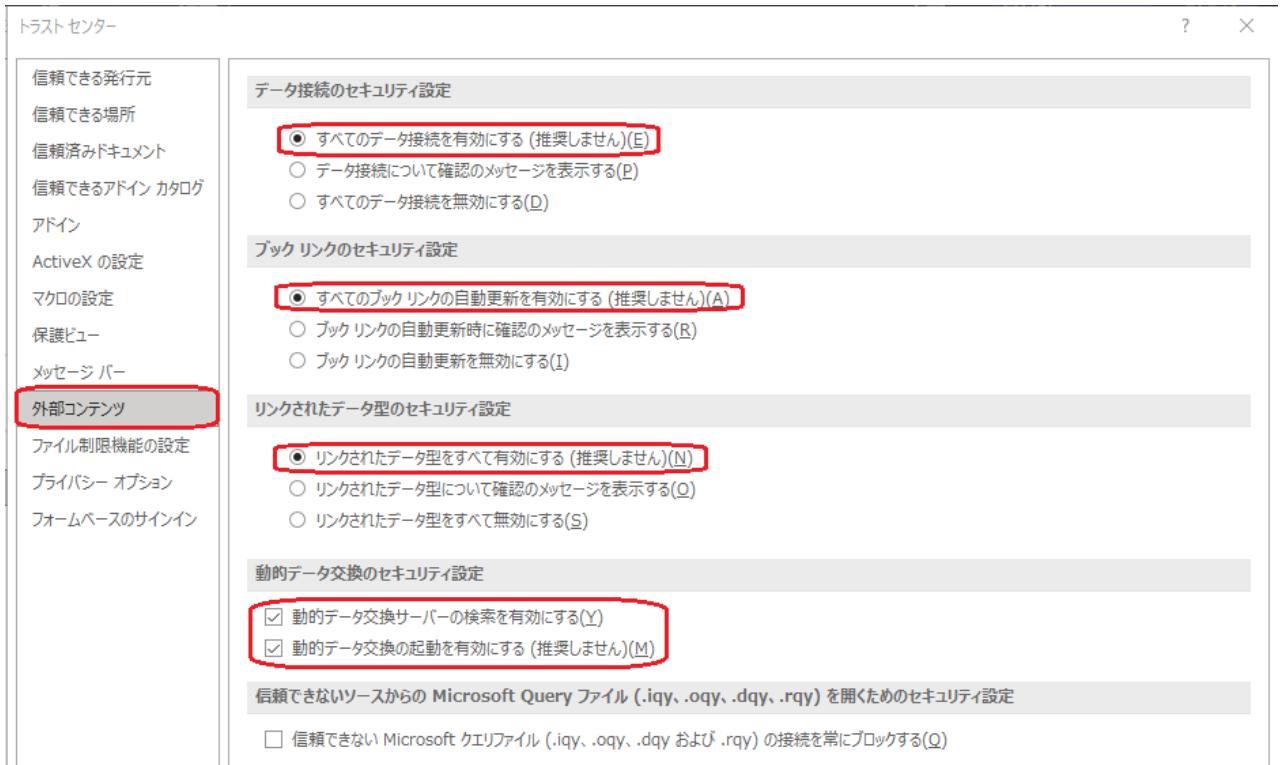 トラスト センター
? ×
信頼できる発行元
信頼できる場所
信頼済みドキュメント
信頼できるアドイン カタログ
アドイン
ActiveX の設定
マクロの設定
保護ビュー
メッセージ バー
外部コンテンツ
ファイル制限機能の設定
プライバシー オプション
フォームベースのサインイン
データ接続のセキュリティ設定
すべてのデータ接続を有効にする (推奨しません)(E)
データ接続について確認のメッセージを表示する(P)
すべてのデータ接続を無効にする(D)
ブック リンクのセキュリティ設定
すべてのブック リンクの自動更新を有効にする (推奨しません)(A)
ブック リンクの自動更新時に確認のメッセージを表示する(R)
ブック リンクの自動更新を無効にする(I)
リンクされたデータ型のセキュリティ設定
リンクされたデータ型をすべて有効にする (推奨しません)(N)
リンクされたデータ型について確認のメッセージを表示する(O)
リンクされたデータ型をすべて無効にする(S)
動的データ交換のセキュリティ設定
動的データ交換サーバーの検索を有効にする(Y)
動的データ交換の起動を有効にする (推奨しません)(M)
信頼できないソースからの Microsoft Query ファイル (.iqy、.oqy、.dqy、.rqy) を開くためのセキュリティ設定
信頼できない Microsoft クエリファイル (.iqy、.oqy、.dqy および .rqy) の接続を常にブロックする(Q)